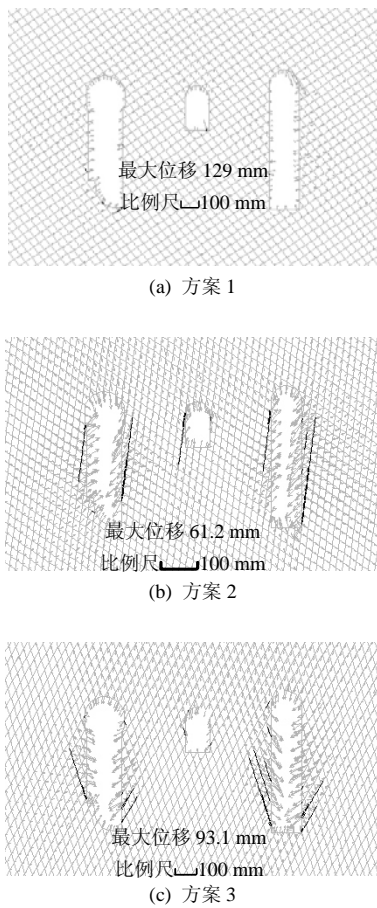 最大位移 129 mm
比例尺 100 mm
(a) 方案 1
最大位移 61.2 mm
比例尺 100 mm
(b) 方案 2
最大位移 93.1 mm
比例尺 100 mm
(c) 方案 3